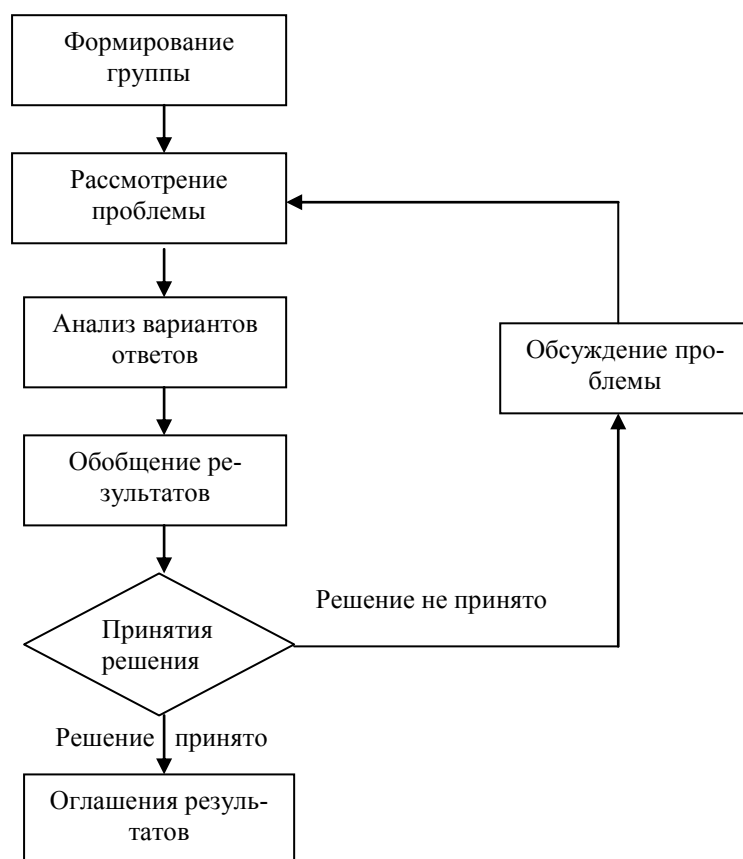 Формирование
группы
Рассмотрение
проблемы
Анализ вариантов
ответов
Обсуждение про-
блемы
Обобщение ре-
зультатов
Решение не принято
Принятия
решения
Решение принято
Оглашения резуль-
татов